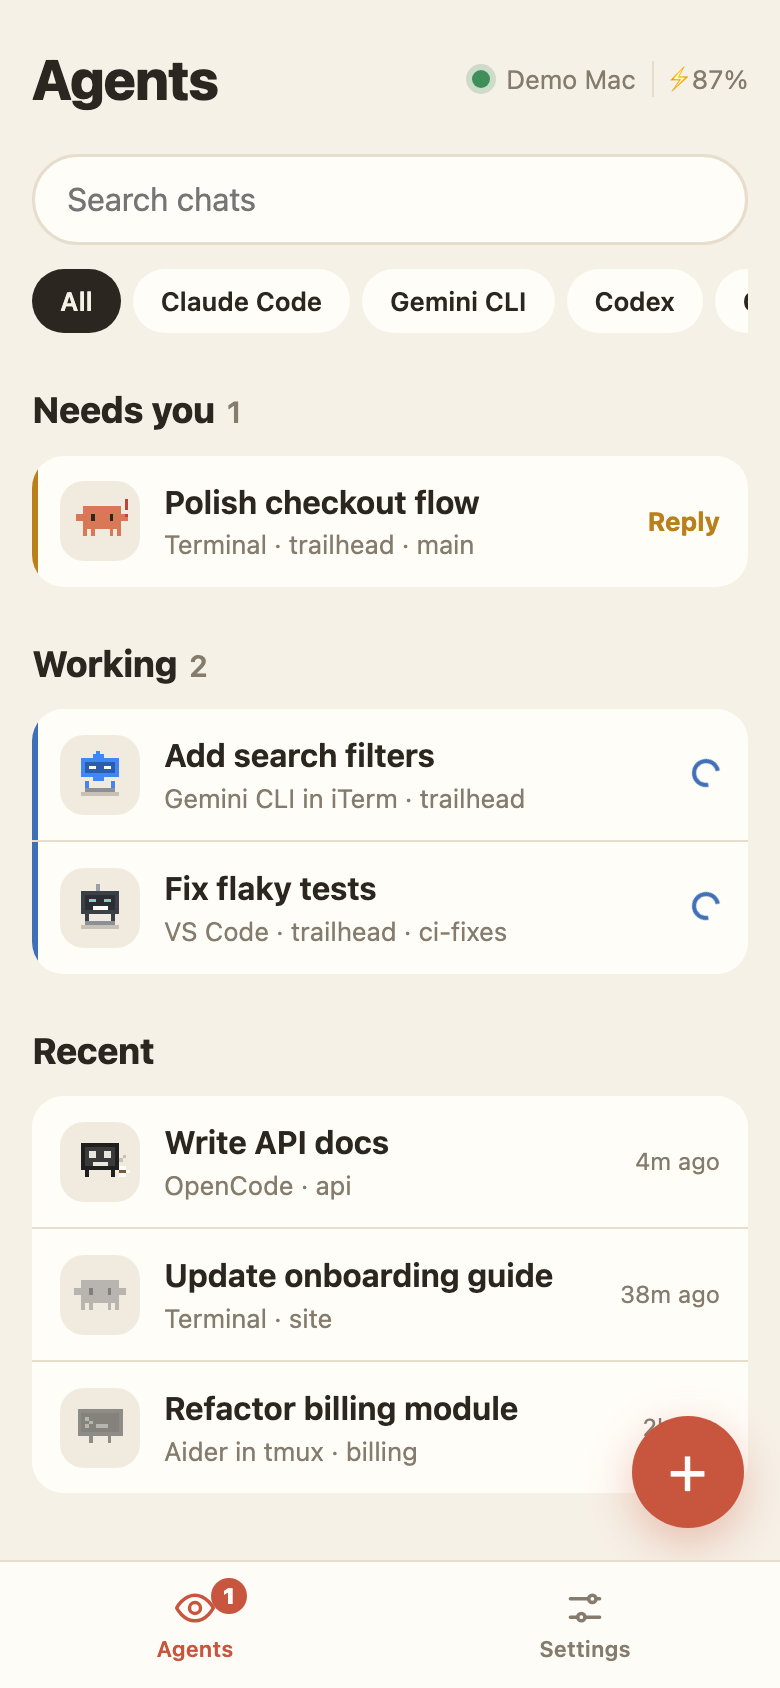 Agents
Demo Mac
⚡87%
Search chats
All
Claude Code
Gemini CLI
Codex
Needs you 1
Polish checkout flow
Terminal · trailhead · main
Reply
Working 2
Add search filters
Gemini CLI in iTerm · trailhead
Fix flaky tests
VS Code · trailhead · ci-fixes
Recent
Write API docs
OpenCode · api
4m ago
Update onboarding guide
Terminal · site
38m ago
Refactor billing module
Aider in tmux · billing
+
1
Agents
Settings